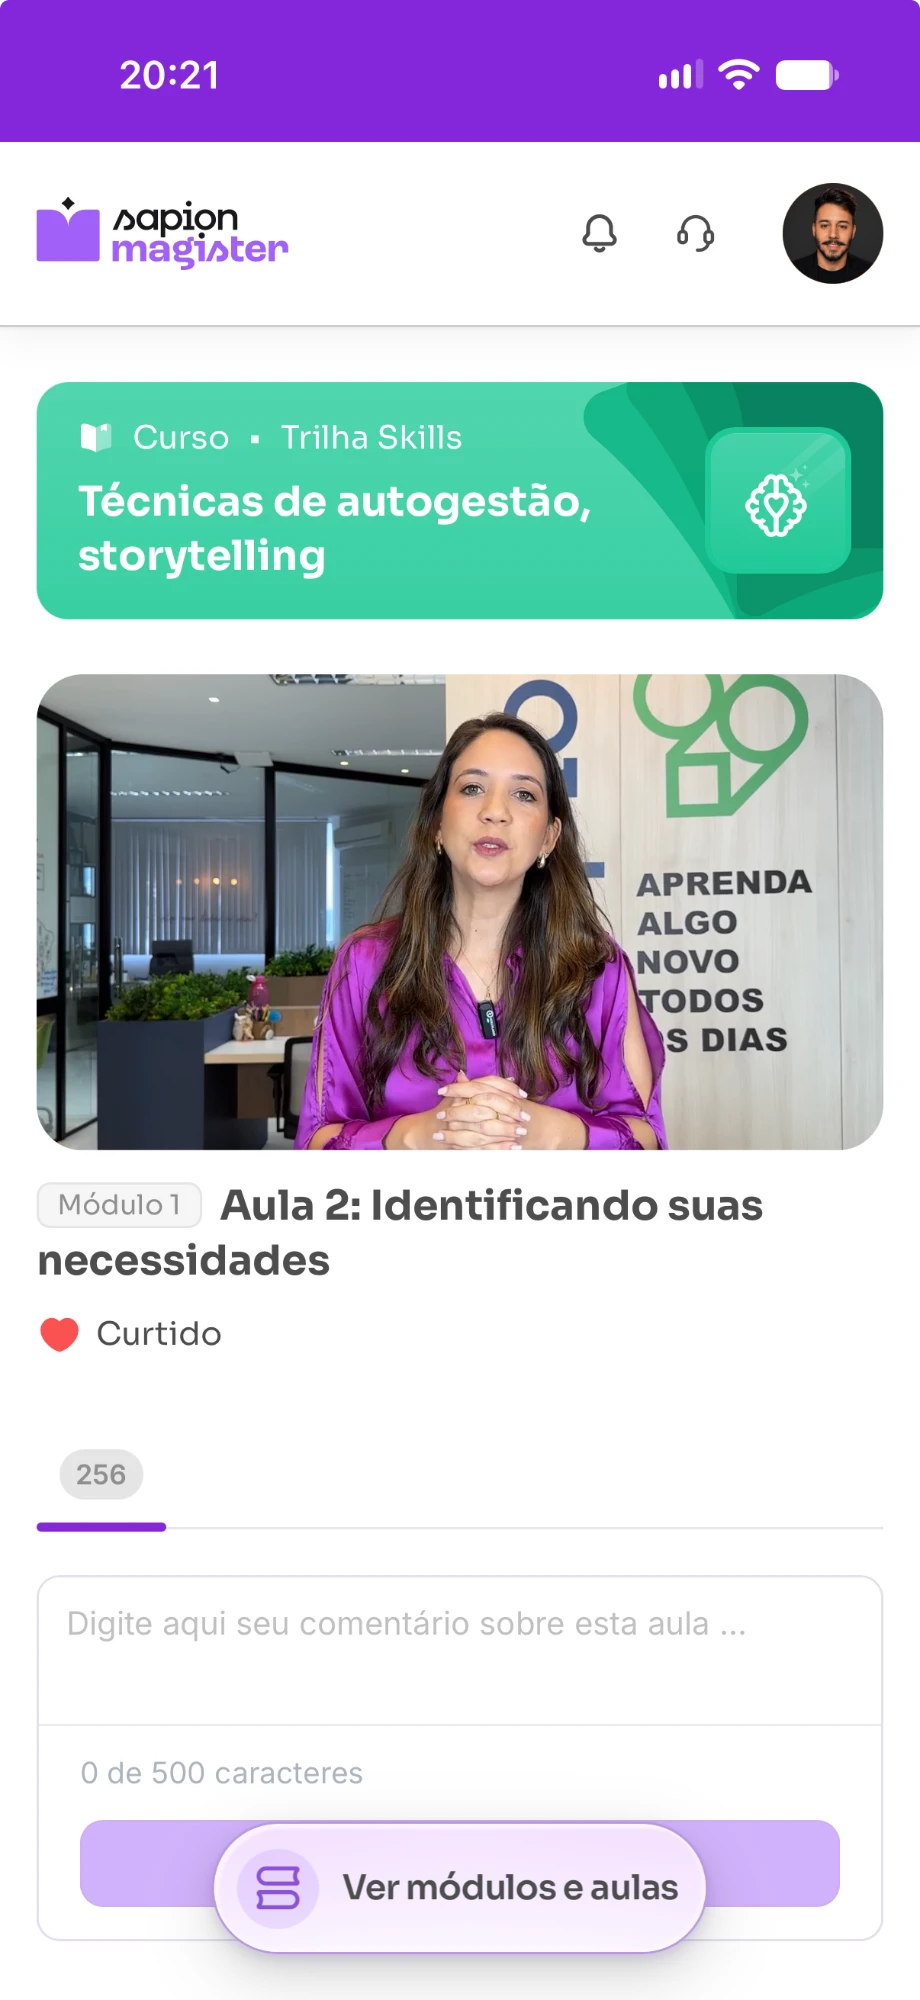 20:21
sapion
magister
Curso ▪ Trilha Skills
Técnicas de autogestão,
storytelling
APRENDA
ALGO
NOVO
TODOS
OS DIAS
Módulo 1 Aula 2: Identificando suas
necessidades
Curtido
256
Digite aqui seu comentário sobre esta aula ...
0 de 500 caracteres
Ver módulos e aulas